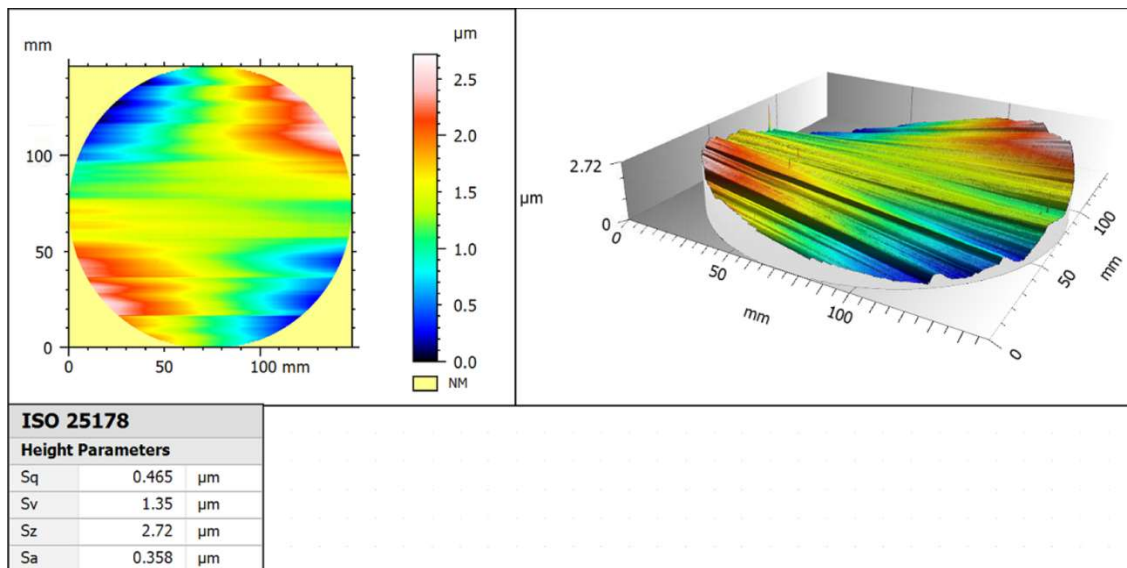 mm
100
50
0
0 50 100 mm
µm
2.5
2.0
1.5
1.0
0.5
0.0
NM
µm
2.72
0
0
50
100
mm
0
50
100
mm
ISO 25178
Height Parameters
Sq 0.465 µm
Sv 1.35 µm
Sz 2.72 µm
Sa 0.358 µm